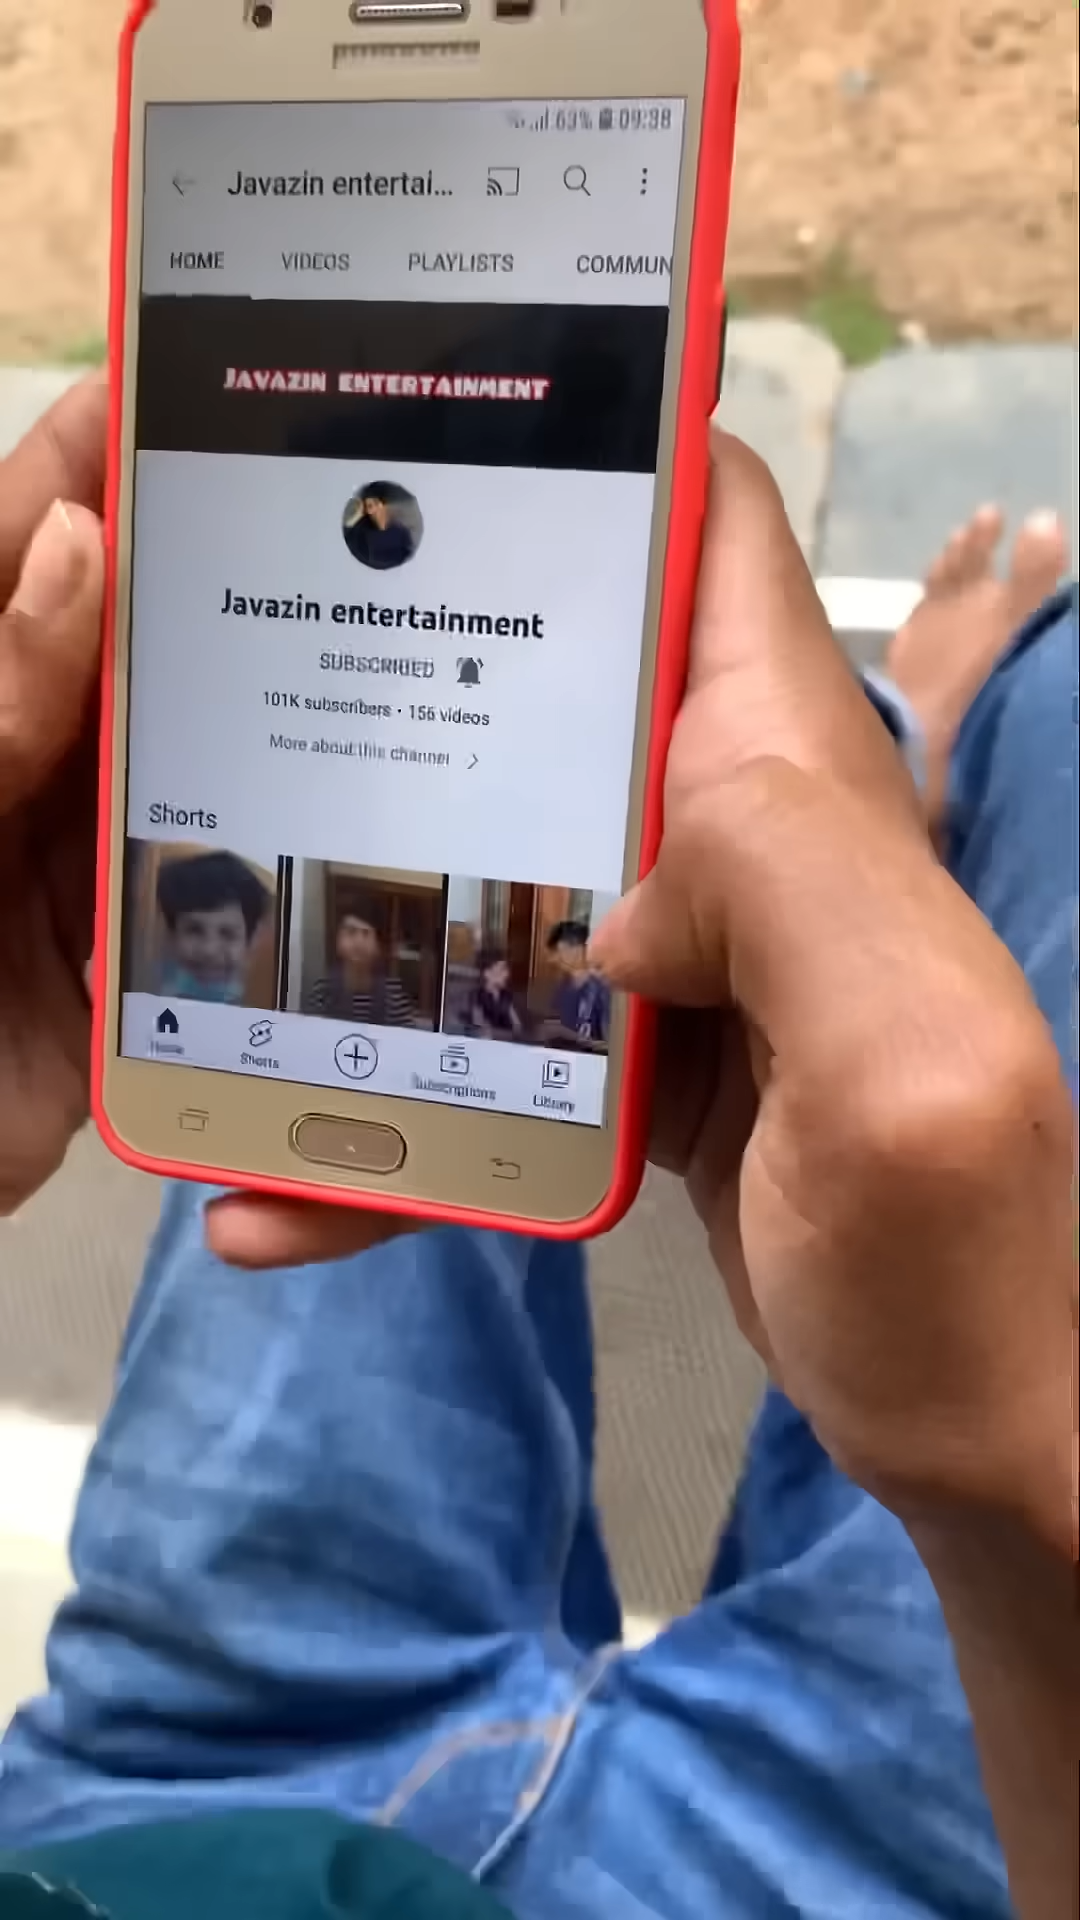 63% 09:38
Javazin entertai...
HOME VIDEOS PLAYLISTS COMMUN
JAVAZIN ENTERTAINMENT
Javazin entertainment
SUBSCRIBED
101K subscribers • 156 videos
More about this channel
Shorts
Home Shorts Subscriptions Library